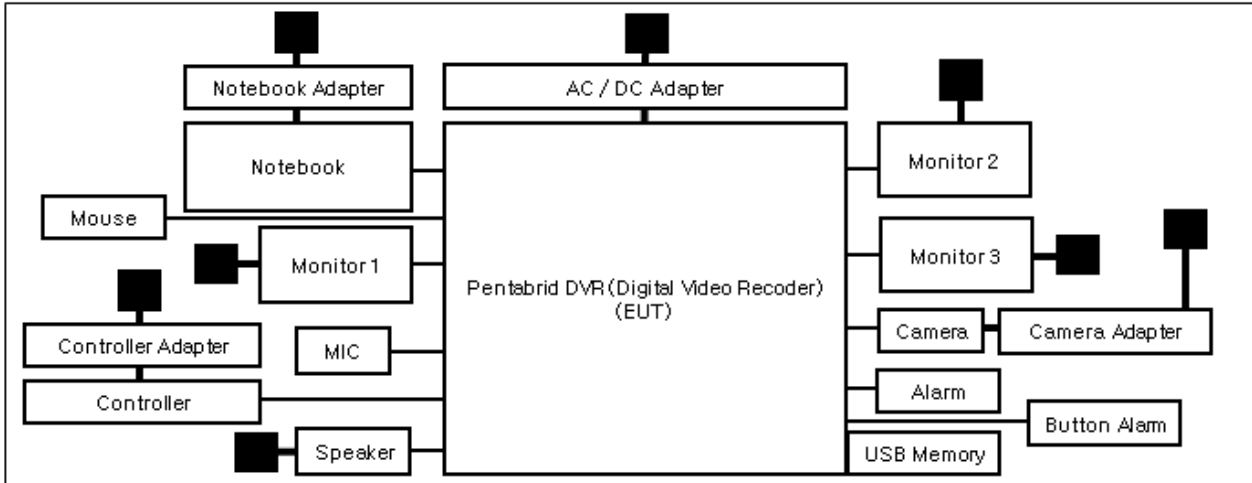 Notebook Adapter
AC / DC Adapter
Notebook
Monitor 2
Mouse
Monitor 1
Monitor 3
Pentabrid DVR(Digital Video Recoder)
(EUT)
Controller Adapter
MIC
Camera
Camera Adapter
Controller
Alarm
Button Alarm
Speaker
USB Memory